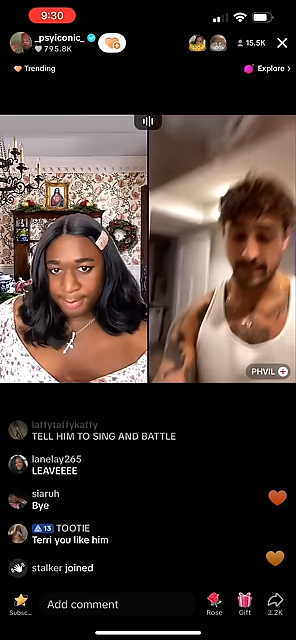 9:30
_psyiconic_
795.8K
15.5K
Trending
Explore >
PHVIL
laffytaffykaffy
TELL HIM TO SING AND BATTLE
lanelay265
LEAVEEEE
siaruh
Bye
13 TOOTIE
Terri you like him
stalker joined
Subsc...
Add comment
Rose
Gift
2.2K